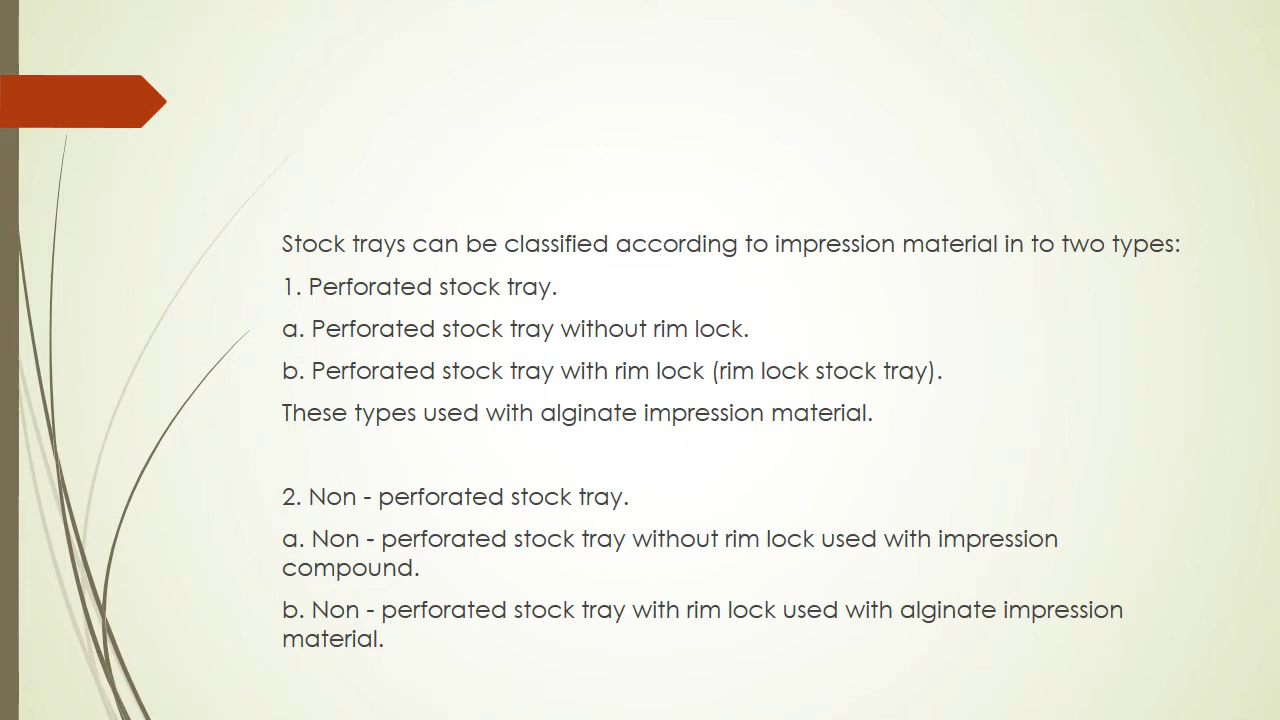 Stock trays can be classified according to impression material in to two types:
1. Perforated stock tray.
a. Perforated stock tray without rim lock.
b. Perforated stock tray with rim lock (rim lock stock tray).
These types used with alginate impression material.
2. Non - perforated stock tray.
a. Non - perforated stock tray without rim lock used with impression
compound.
b. Non - perforated stock tray with rim lock used with alginate impression
material.